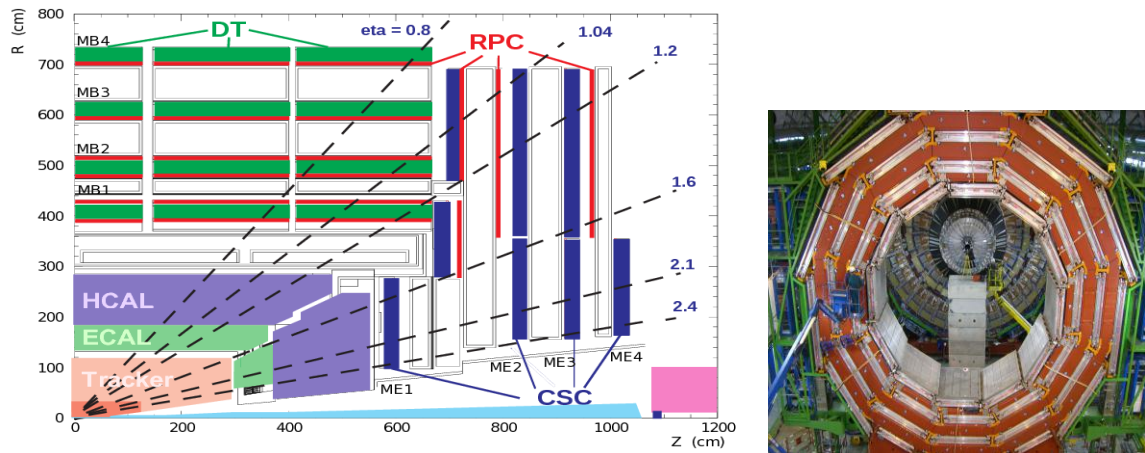 R (cm)
800
700
600
500
400
300
200
100
0
MB4
MB3
MB2
MB1
DT
eta = 0.8
1.04
1.2
RPC
1.6
2.1
2.4
HCAL
ECAL
Tracker
ME1
ME2
ME3
ME4
CSC
0
200
400
600
800
1000
1200
Z (cm)